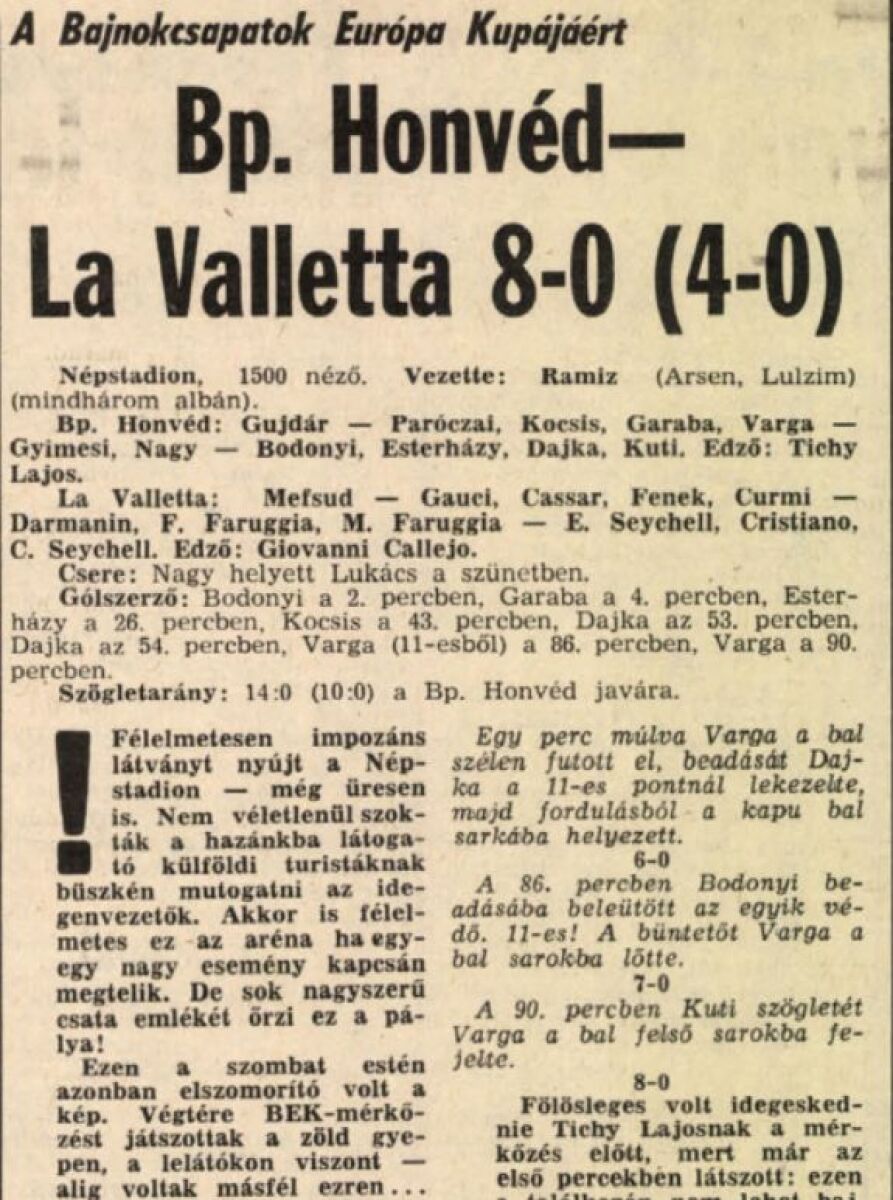 A Bajnokcsapatok Európa Kupájáért
Bp. Honvéd—
La Valletta 8-0 (4-0)
Népstadion, 1500 néző. Vezette: Ramiz (Arsen, Lulzim)
(mindhárom albán).
Bp. Honvéd: Gujdár — Paróczai, Kocsis, Garaba, Varga —
Gyimesi, Nagy — Bodonyi, Esterházy, Dajka, Kuti. Edző: Tichy
Lajos.
La Valletta: Mefsud — Gauci, Cassar, Fenek, Curmi —
Darmanin, F. Faruggia, M. Faruggia — E. Seychell, Cristiano,
C. Seychell. Edző: Giovanni Callejo.
Csere: Nagy helyett Lukács a szünetben.
Gólszerző: Bodonyi a 2. percben, Garaba a 4. percben, Ester-
házy a 26. percben, Kocsis a 43. percben, Dajka az 53. percben,
Dajka az 54. percben, Varga (11-esből) a 86. percben, Varga a 90.
percben.
Szögletarány: 14:0 (10:0) a Bp. Honvéd javára.
! Félelmetesen impozáns
látványt nyújt a Nép-
stadion — még üresen
is. Nem véletlenül szok-
ták a hazánkba látoga-
tó külföldi turistáknak
büszkén mutogatni az ide-
genvezetők. Akkor is félel-
metes ez az aréna ha egy-
egy nagy esemény kapcsán
megtelik. De sok nagyszerű
csata emlékét őrzi ez a pá-
lya!
Ezen a szombat estén
azonban elszomorító volt a
kép. Végtére BEK-mérkő-
zést játszottak a zöld gye-
pen, a lelátókon viszont —
alig voltak másfél ezren...
Egy perc múlva Varga a bal
szélen futott el, beadását Daj-
ka a 11-es pontnál lekezelte,
majd fordulásból a kapu bal
sarkába helyezett.
6-0
A 86. percben Bodonyi be-
adásába beleütött az egyik vé-
dő. 11-es! A büntetőt Varga a
bal sarokba lőtte.
7-0
A 90. percben Kuti szögletét
Varga a bal felső sarokba fe-
jelte.
8-0
Fölösleges volt idegesked-
nie Tichy Lajosnak a mér-
kőzés előtt, mert már az
első percekben látszott: ezen